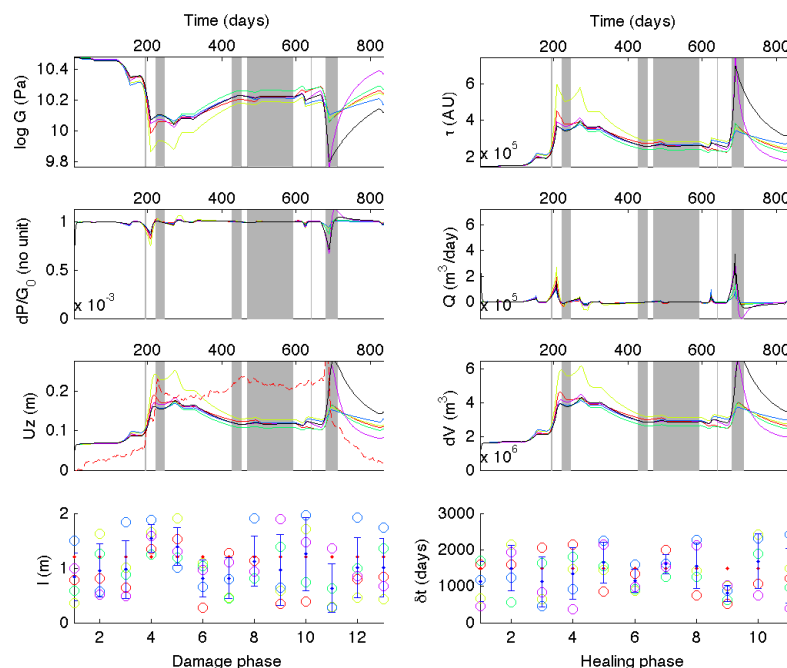 Time (days)
200 400 600 800
log G (Pa)
10.4
10.2
10
9.8
Time (days)
200 400 600 800
τ (AU)
6
4
2
x 10^5
dP/G_0 (no unit)
1
0.5
0
x 10^-3
Q (m^3/day)
6
4
2
0
x 10^5
200 400 600 800
Uz (m)
0.2
0.1
0
200 400 600 800
dV (m^3)
6
4
2
0
x 10^6
l (m)
2
1
0
2 4 6 8 10 12
Damage phase
δt (days)
3000
2000
1000
0
2 4 6 8 10
Healing phase